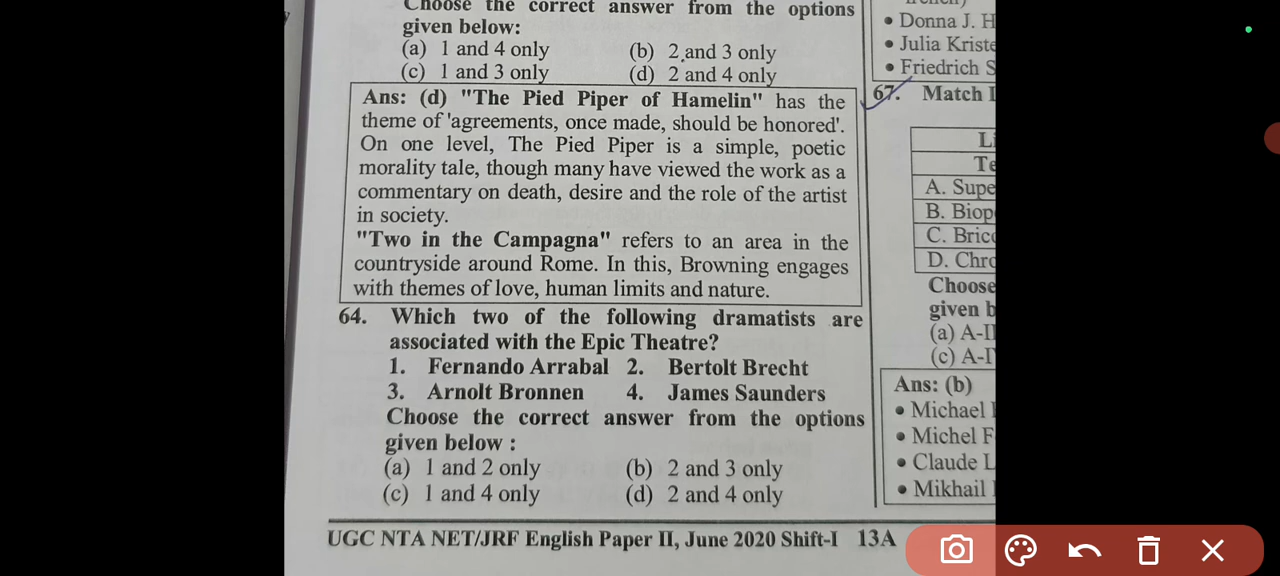 Choose the correct answer from the options
given below:
(a) 1 and 4 only (b) 2 and 3 only
(c) 1 and 3 only (d) 2 and 4 only
Ans: (d) "The Pied Piper of Hamelin" has the
theme of 'agreements, once made, should be honored'.
On one level, The Pied Piper is a simple, poetic
morality tale, though many have viewed the work as a
commentary on death, desire and the role of the artist
in society.
"Two in the Campagna" refers to an area in the
countryside around Rome. In this, Browning engages
with themes of love, human limits and nature.
64. Which two of the following dramatists are
associated with the Epic Theatre?
1. Fernando Arrabal 2. Bertolt Brecht
3. Arnolt Bronnen 4. James Saunders
Choose the correct answer from the options
given below :
(a) 1 and 2 only (b) 2 and 3 only
(c) 1 and 4 only (d) 2 and 4 only
UGC NTA NET/JRF English Paper II, June 2020 Shift-I 13A
• Donna J. H
• Julia Kriste
• Friedrich S
67. Match
A. Supe
B. Biop
C. Brico
D. Chro
Choose
given b
(a) A-II
(c) A-I
Ans: (b)
• Michael
• Michel F
• Claude L
• Mikhail